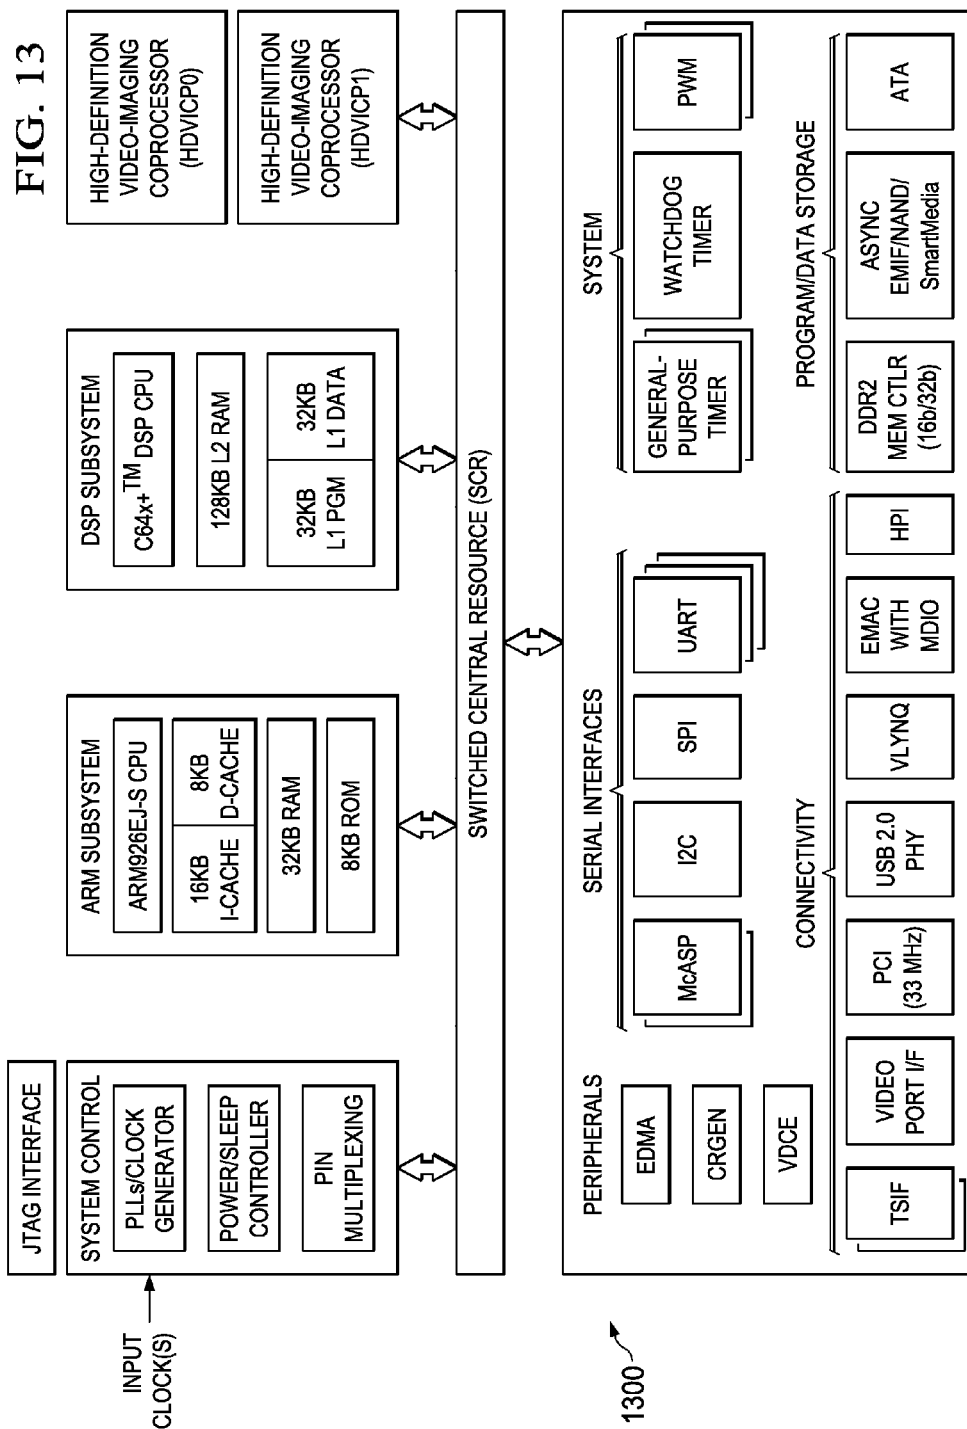 FIG. 13
JTAG INTERFACE
SYSTEM CONTROL
PLLs/CLOCK
GENERATOR
POWER/SLEEP
CONTROLLER
PIN
MULTIPLEXING
INPUT
CLOCK(S)
ARM SUBSYSTEM
ARM926EJ-S CPU
16KB
I-CACHE
8KB
D-CACHE
32KB RAM
8KB ROM
DSP SUBSYSTEM
C64x+TM DSP CPU
128KB L2 RAM
32KB
L1 PGM
32KB
L1 DATA
HIGH-DEFINITION
VIDEO-IMAGING
COPROCESSOR
(HDVICP0)
HIGH-DEFINITION
VIDEO-IMAGING
COPROCESSOR
(HDVICP1)
SWITCHED CENTRAL RESOURCE (SCR)
PERIPHERALS
EDMA
CRGEN
VDCE
SERIAL INTERFACES
McASP
I2C
SPI
UART
SYSTEM
GENERAL-
PURPOSE
TIMER
WATCHDOG
TIMER
PWM
CONNECTIVITY
TSIF
VIDEO
PORT I/F
PCI
(33 MHz)
USB 2.0
PHY
VLYNQ
EMAC
WITH
MDIO
HPI
PROGRAM/DATA STORAGE
DDR2
MEM CTLR
(16b/32b)
ASYNC
EMIF/NAND/
SmartMedia
ATA
1300